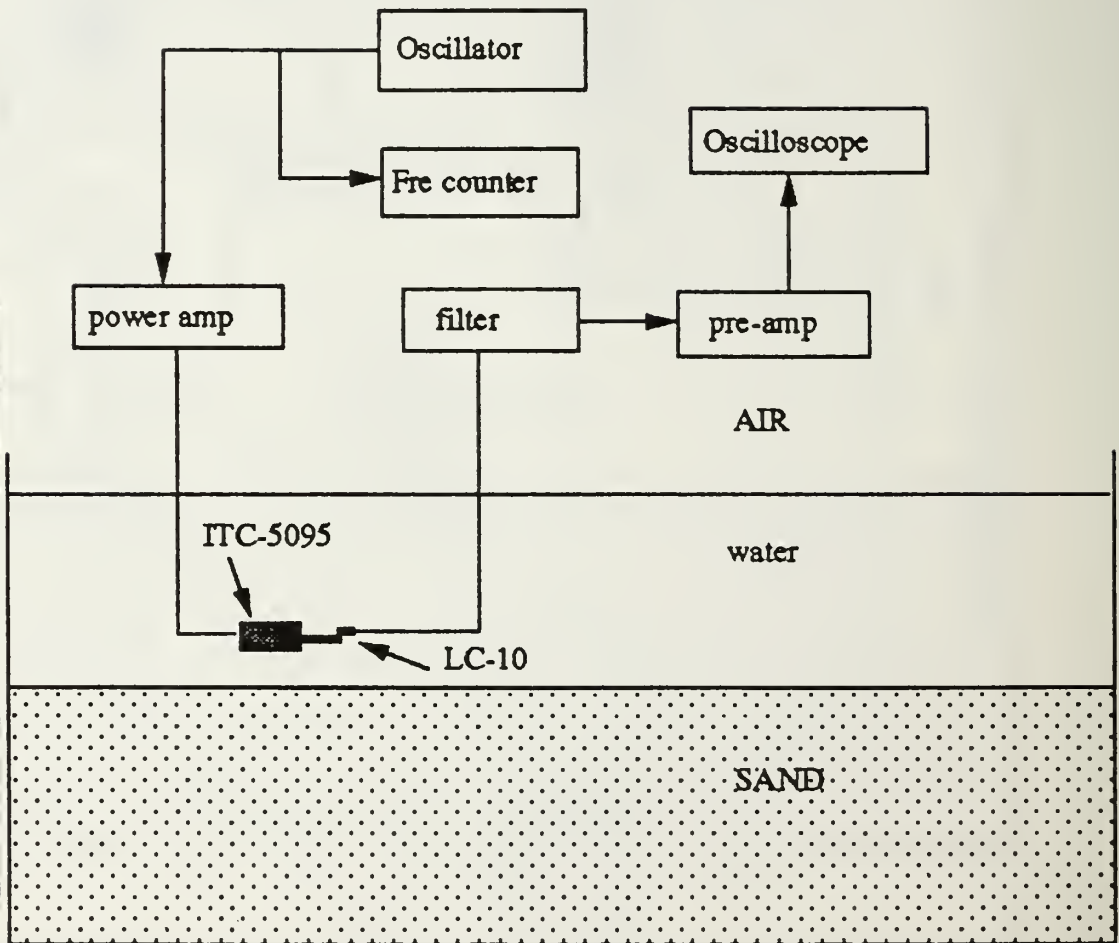 Oscillator
Oscilloscope
Fre counter
power amp
filter
pre-amp
AIR
ITC-5095
water
LC-10
SAND